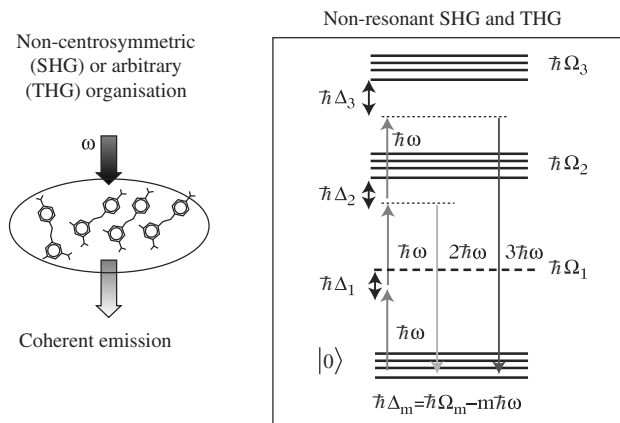 Non-centrosymmetric
(SHG) or arbitrary
(THG) organisation
ω
Coherent emission
Non-resonant SHG and THG
ħΩ₃
ħΔ₃
ħω
ħΩ₂
ħΔ₂
ħω 2ħω 3ħω
ħΩ₁
ħΔ₁
ħω
|0⟩
ħΔₘ=ħΩₘ–mħω